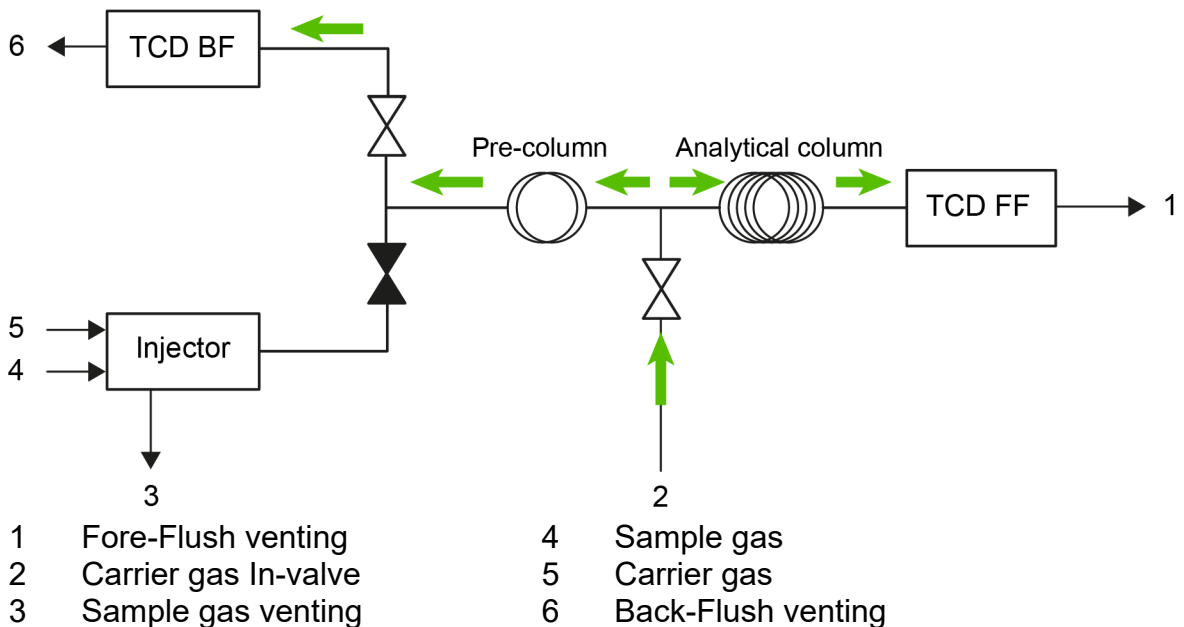 6
TCD BF
Pre-column
Analytical column
TCD FF
1
5
4
Injector
3
2
1 Fore-Flush venting
2 Carrier gas In-valve
3 Sample gas venting
4 Sample gas
5 Carrier gas
6 Back-Flush venting